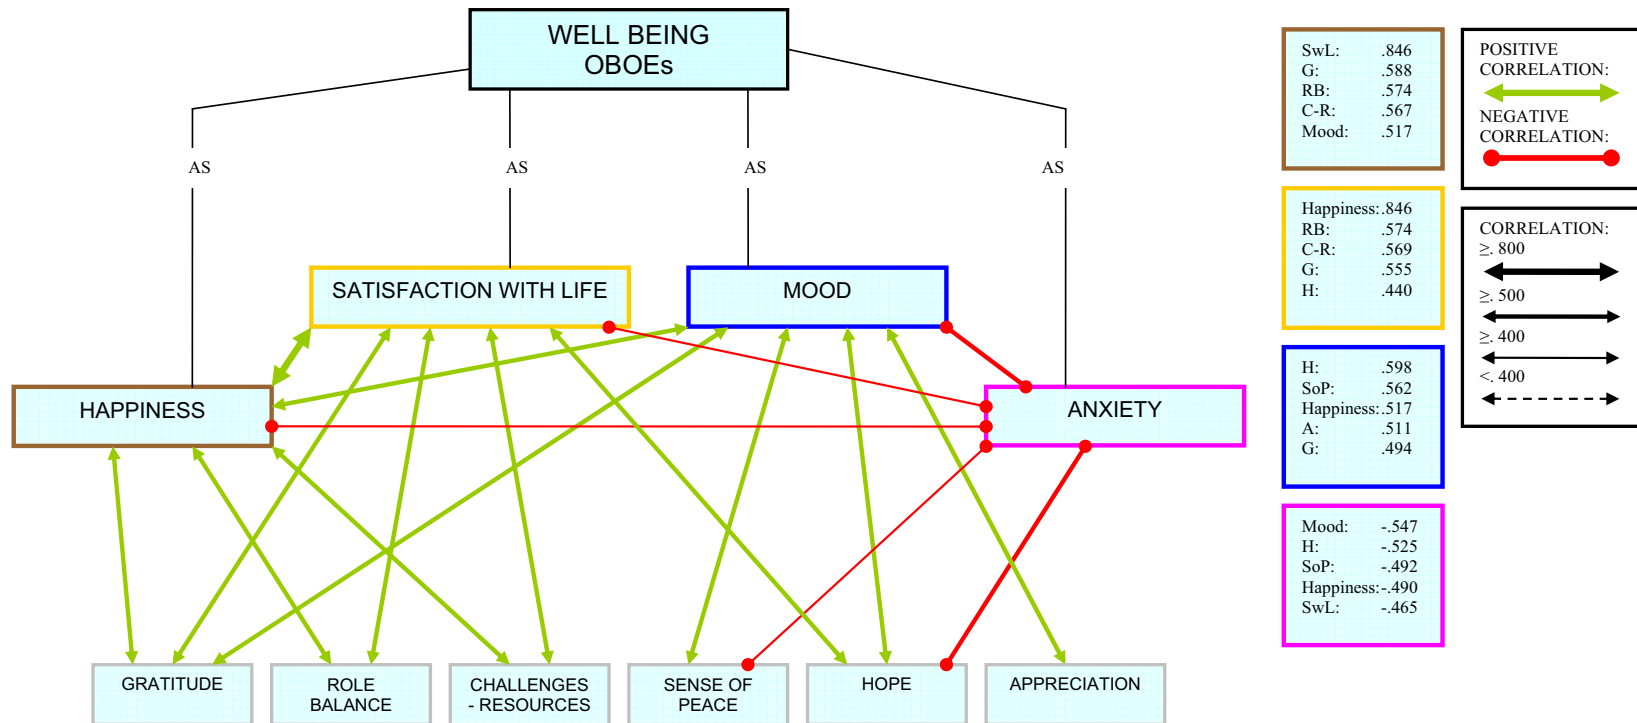 WELL BEING
OBOEs
AS
AS
AS
AS
SATISFACTION WITH LIFE
MOOD
HAPPINESS
ANXIETY
GRATITUDE
ROLE
BALANCE
CHALLENGES
- RESOURCES
SENSE OF
PEACE
HOPE
APPRECIATION
SwL: .846
G: .588
RB: .574
C-R: .567
Mood: .517
Happiness:.846
RB: .574
C-R: .569
G: .555
H: .440
H: .598
SoP: .562
Happiness:.517
A: .511
G: .494
Mood: -.547
H: -.525
SoP: -.492
Happiness:-.490
SwL: -.465
POSITIVE
CORRELATION:
NEGATIVE
CORRELATION:
CORRELATION:
≥. 800
≥. 500
≥. 400
<. 400